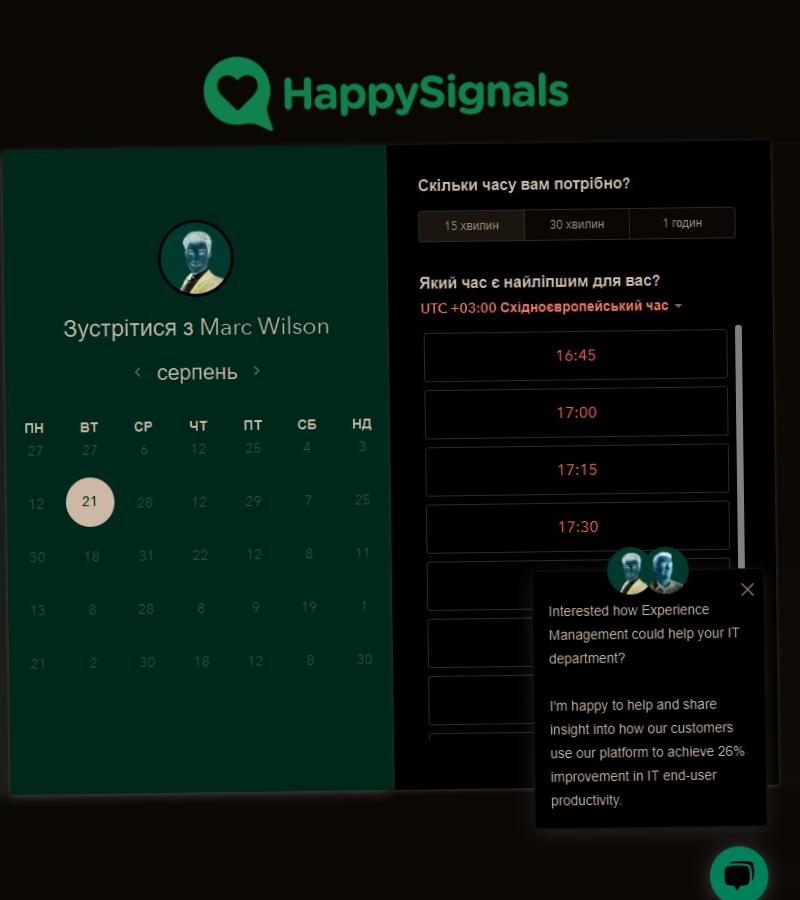 HappySignals
Зустрітися з Marc Wilson
серпень
ПН ВТ СР ЧТ ПТ СБ НД
27 27 6 12 25 4 3
12 21 28 12 29 7 25
30 18 31 22 12 8 11
13 8 28 8 9 19 1
21 2 30 18 12 8 30
Скільки часу вам потрібно?
15 хвилин 30 хвилин 1 годин
Який час є найліпшим для вас?
UTC +03:00 Східноєвропейський час
16:45
17:00
17:15
17:30
Interested how Experience
Management could help your IT
department?
I'm happy to help and share
insight into how our customers
use our platform to achieve 26%
improvement in IT end-user
productivity.